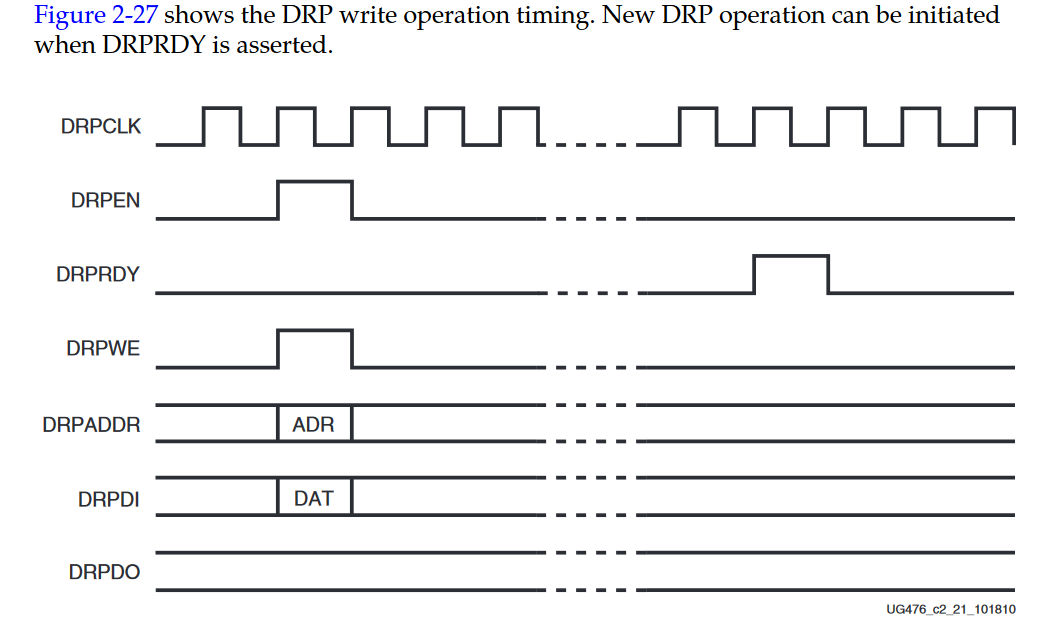 Figure 2-27 shows the DRP write operation timing. New DRP operation can be initiated
when DRPRDY is asserted.
DRPCLK
DRPEN
DRPRDY
DRPWE
DRPADDR ADR
DRPDI DAT
DRPDO
UG476_c2_21_101810